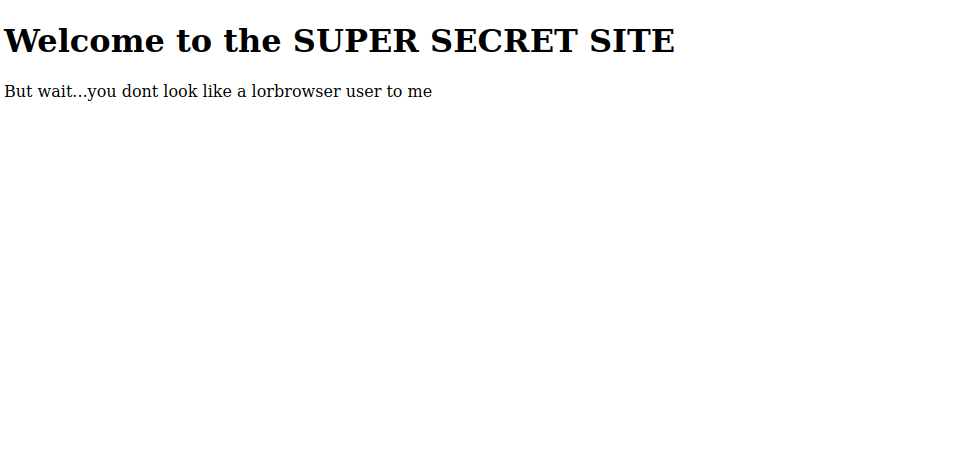 Welcome to the SUPER SECRET SITE
But wait...you dont look like a lorbrowser user to me